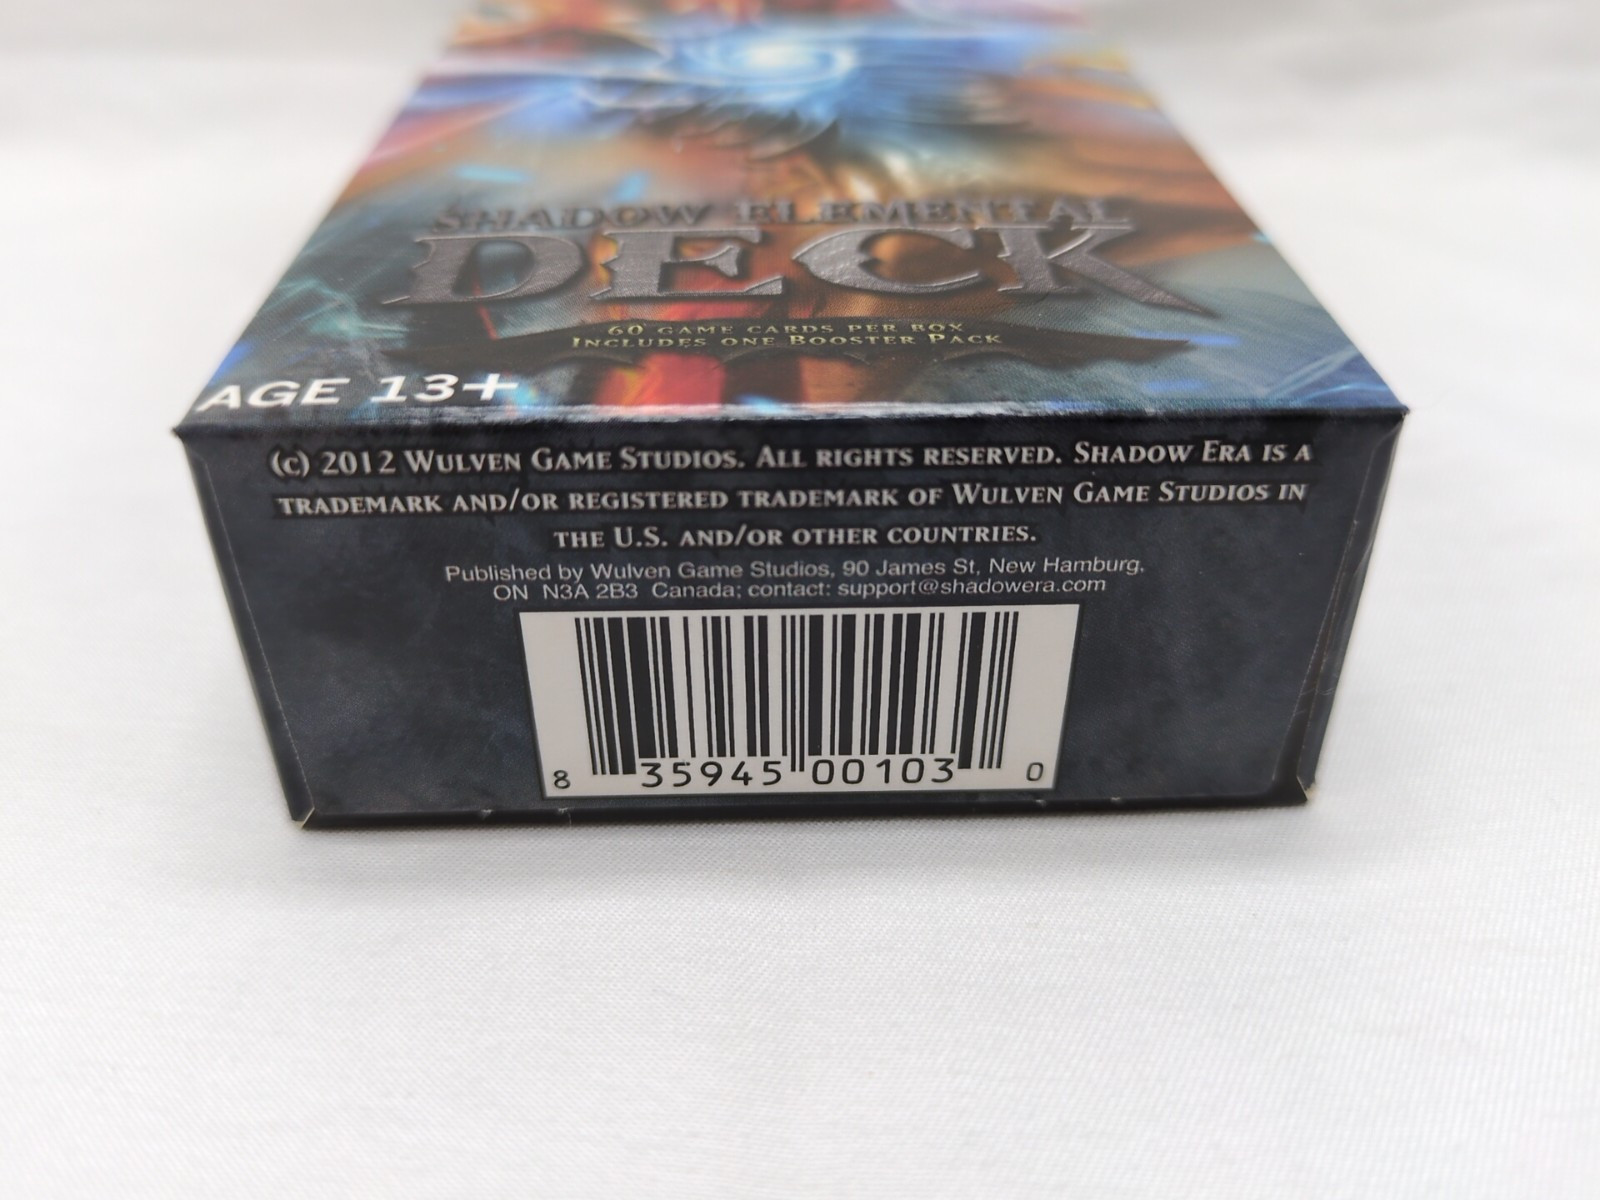 SHADOW ELEMENTAL
DECK
60 GAME CARDS PER BOX
INCLUDES ONE BOOSTER PACK
AGE 13+
(c) 2012 WULVEN GAME STUDIOS. ALL RIGHTS RESERVED. SHADOW ERA IS A
TRADEMARK AND/OR REGISTERED TRADEMARK OF WULVEN GAME STUDIOS IN
THE U.S. AND/OR OTHER COUNTRIES.
Published by Wulven Game Studios, 90 James St, New Hamburg,
ON N3A 2B3 Canada; contact: support@shadowera.com
8 35945 00103 0